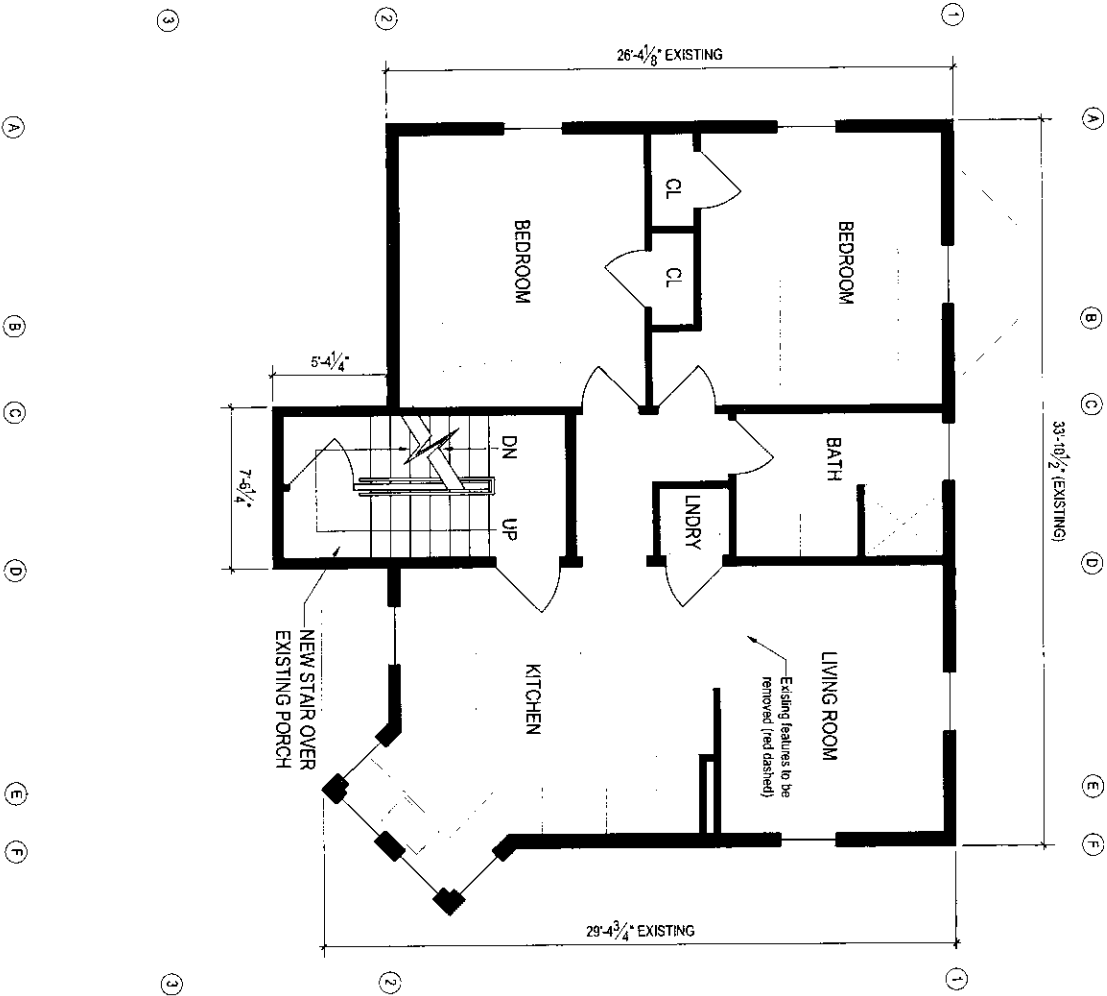 3
2
1
26'-4 1/8" EXISTING
A
A
CL
BEDROOM
BEDROOM
CL
B
B
5'-4 1/4"
C
C
33'-10 1/2" (EXISTING)
7'-6 1/4"
DN
UP
BATH
LNDRY
D
D
NEW STAIR OVER
EXISTING PORCH
KITCHEN
LIVING ROOM
Existing features to be
removed (red dashed)
E
E
F
F
29'-4 3/4" EXISTING
3
2
1